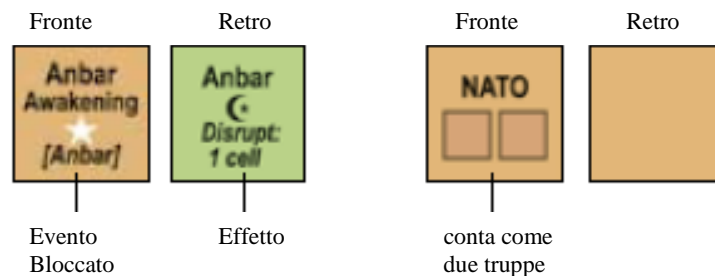 Fronte
Retro
Fronte
Retro
Anbar
Awakening
[Anbar]
Anbar
Disrupt:
1 cell
NATO
Evento
Bloccato
Effetto
conta come
due truppe